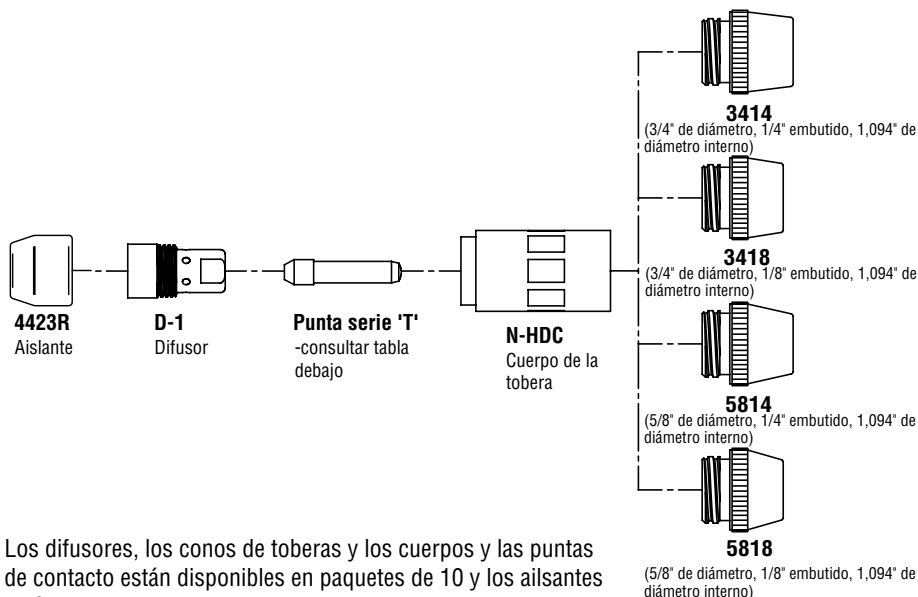 3414
(3/4" de diámetro, 1/4" embutido, 1,094" de
diámetro interno)
3418
(3/4" de diámetro, 1/8" embutido, 1,094" de
diámetro interno)
4423R
Aislante
D-1
Difusor
Punta serie 'T'
-consultar tabla
debajo
N-HDC
Cuerpo de la
tobera
5814
(5/8" de diámetro, 1/4" embutido, 1,094" de
diámetro interno)
5818
(5/8" de diámetro, 1/8" embutido, 1,094" de
diámetro interno)
Los difusores, los conos de toberas y los cuerpos y las puntas
de contacto están disponibles en paquetes de 10 y los ailsantes